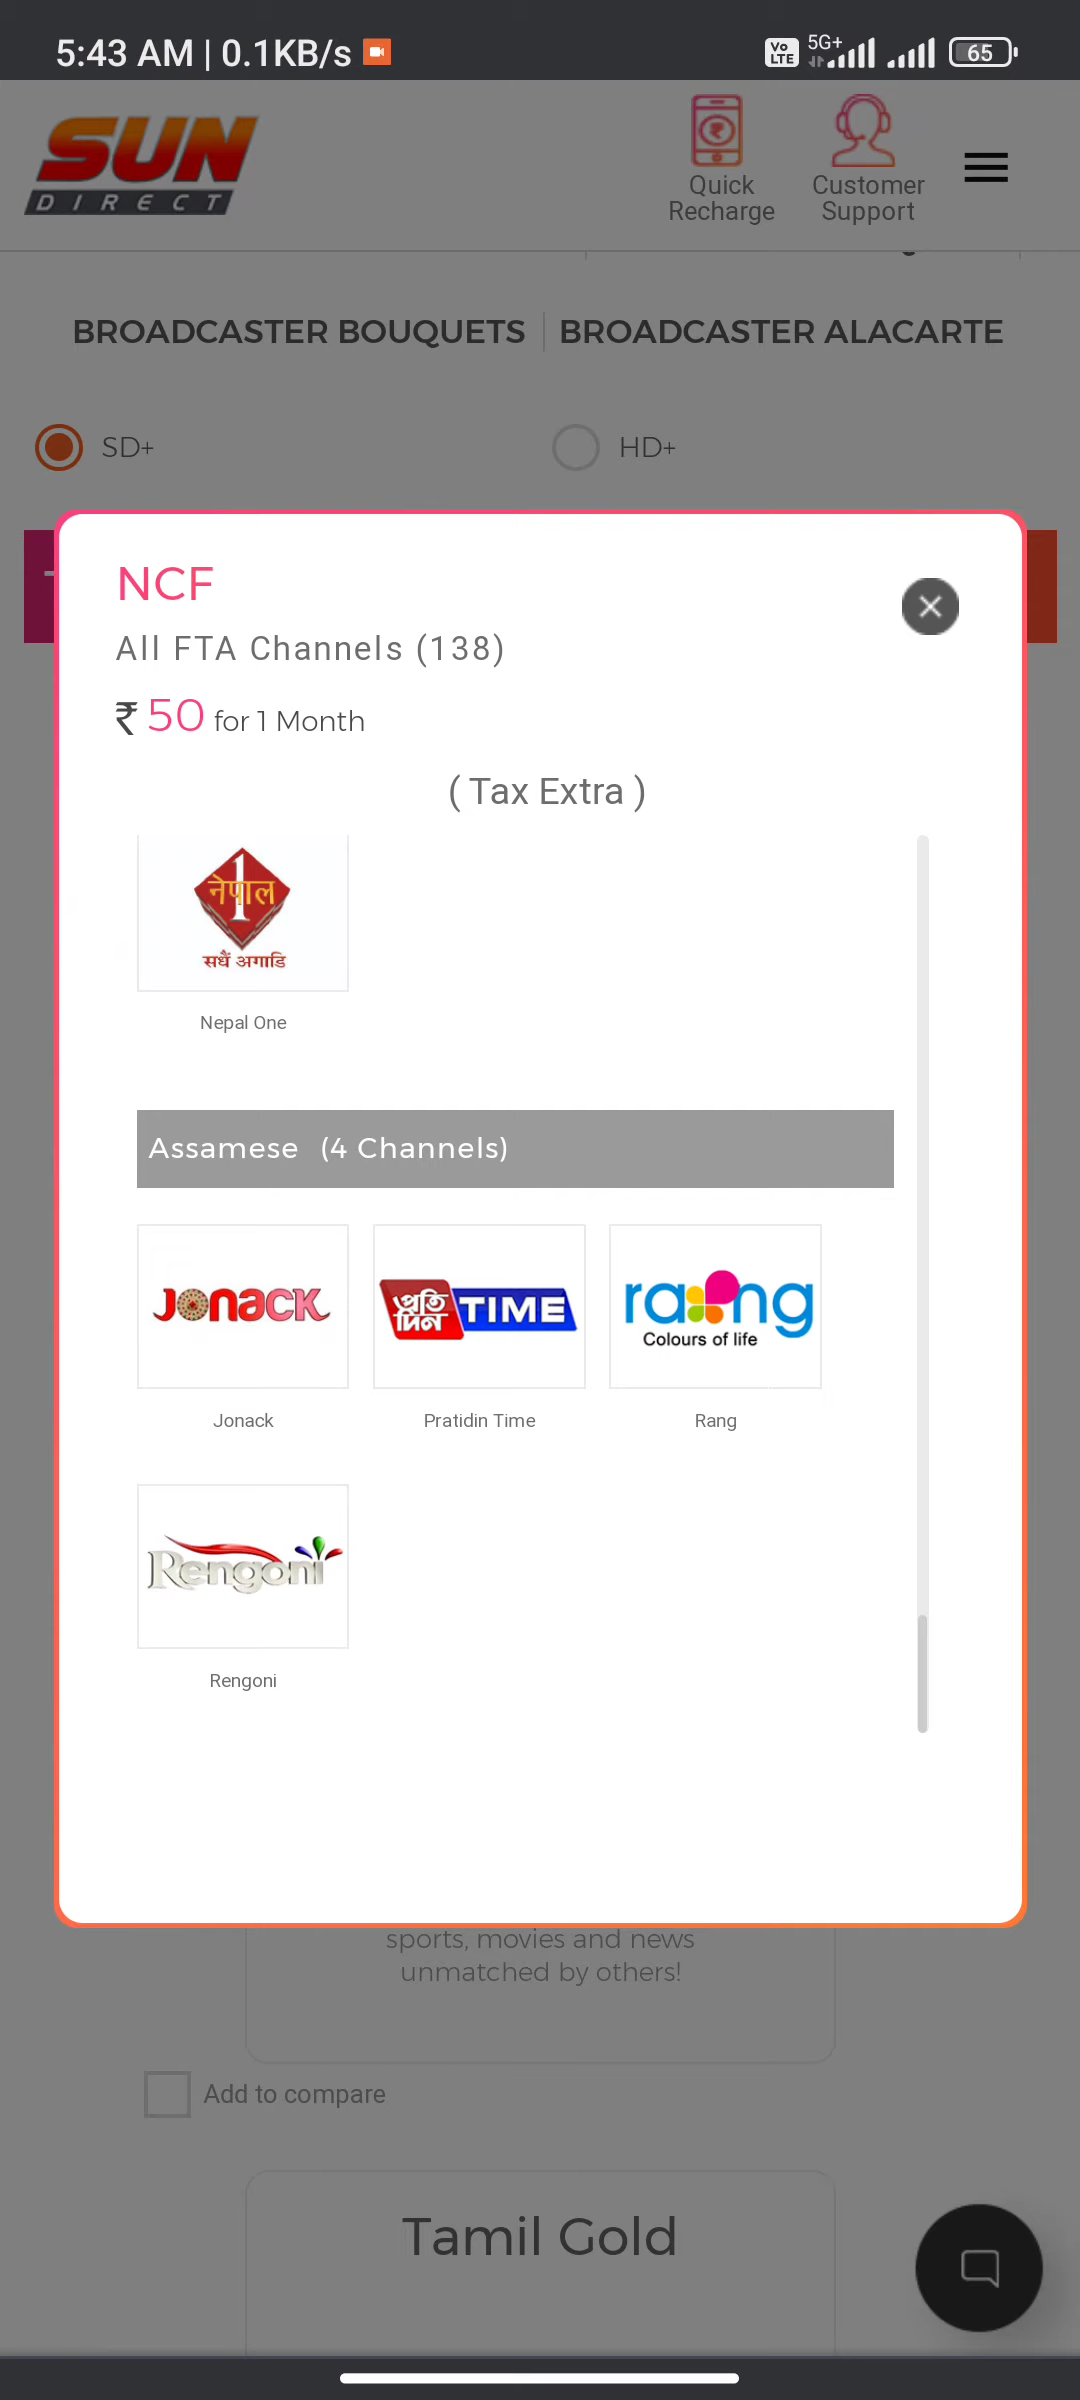 5:43 AM | 0.1KB/s
Vo LTE 5G+ 65
SUN
DIRECT
Quick
Recharge
Customer
Support
BROADCASTER BOUQUETS
BROADCASTER ALACARTE
SD+
HD+
NCF
All FTA Channels (138)
₹ 50 for 1 Month
( Tax Extra )
1
नेपाल
सधैं अगाडि
Nepal One
Assamese (4 Channels)
JONACK
প্ৰতি
দিন
TIME
raang
Colours of life
Jonack
Pratidin Time
Rang
Rengoni
Rengoni
sports, movies and news
unmatched by others!
Add to compare
Tamil Gold